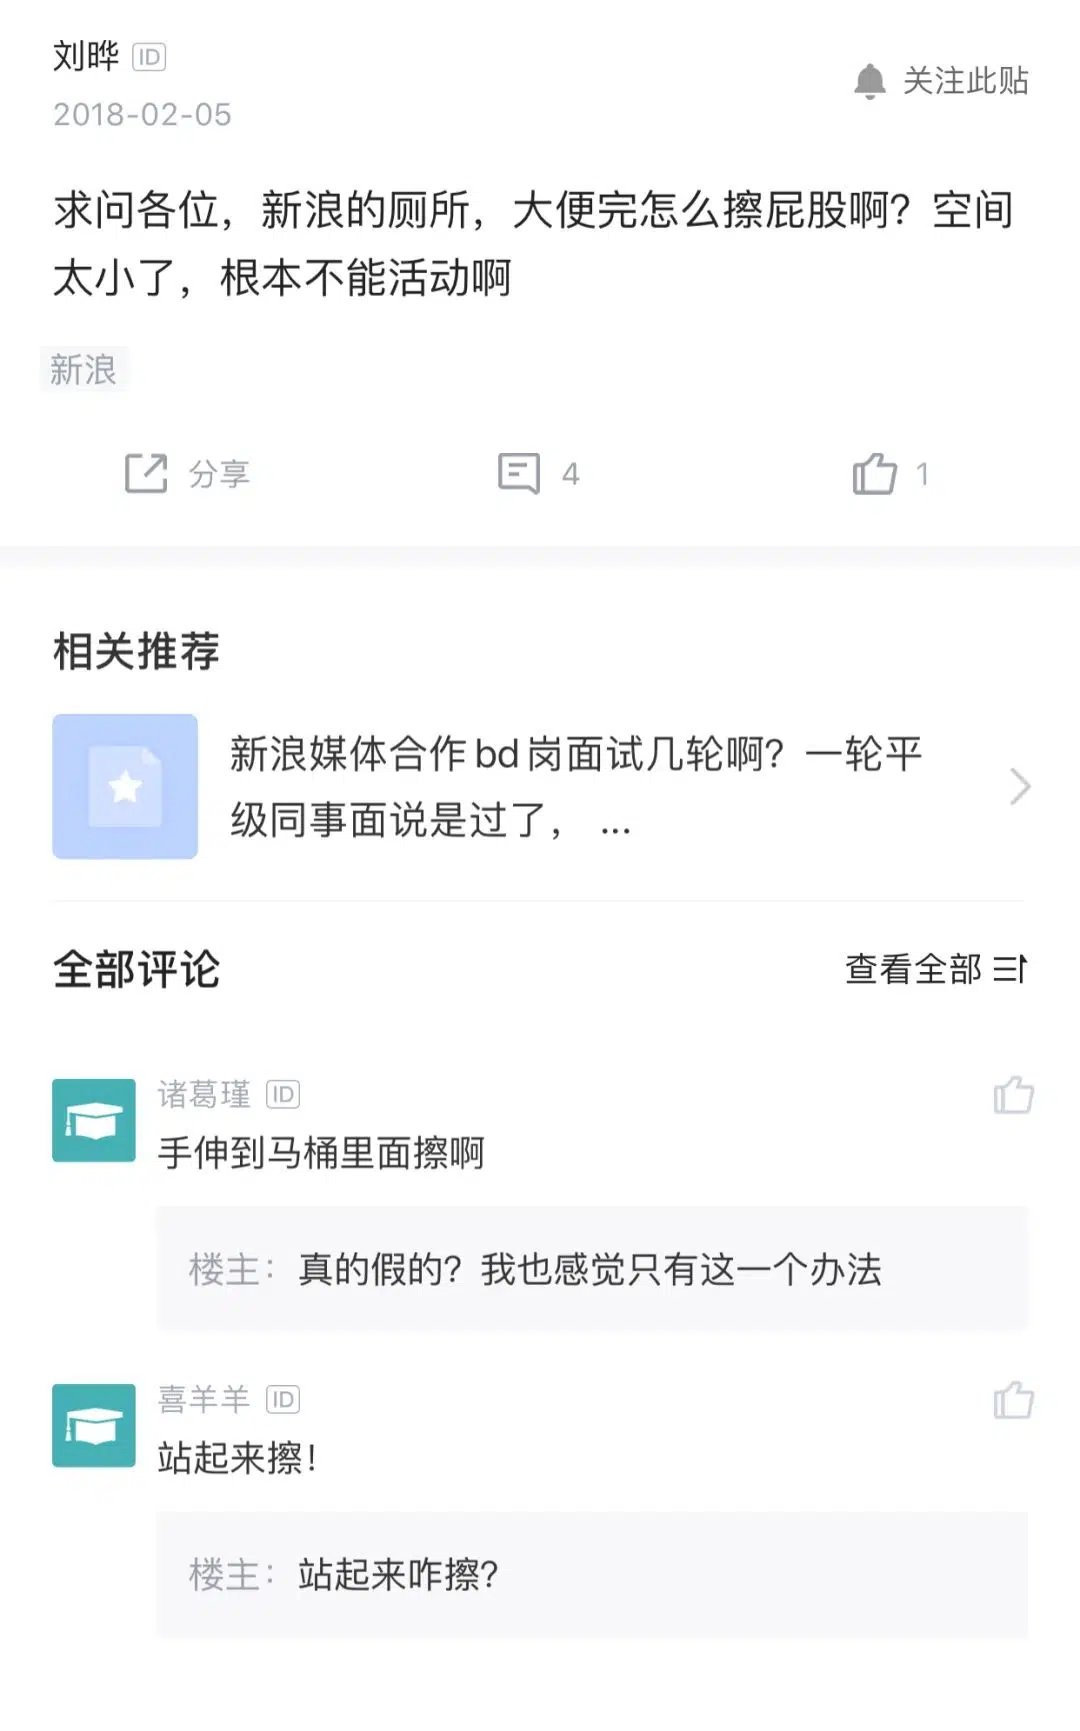 刘晔 ID
关注此贴
2018-02-05
求问各位，新浪的厕所，大便完怎么擦屁股啊？空间
太小了，根本不能活动啊
新浪
分享 4 1
相关推荐
新浪媒体合作bd岗面试几轮啊？一轮平
级同事面说是过了， ...
全部评论 查看全部
诸葛瑾 ID
手伸到马桶里面擦啊
楼主：真的假的？我也感觉只有这一个办法
喜羊羊 ID
站起来擦！
楼主：站起来咋擦？